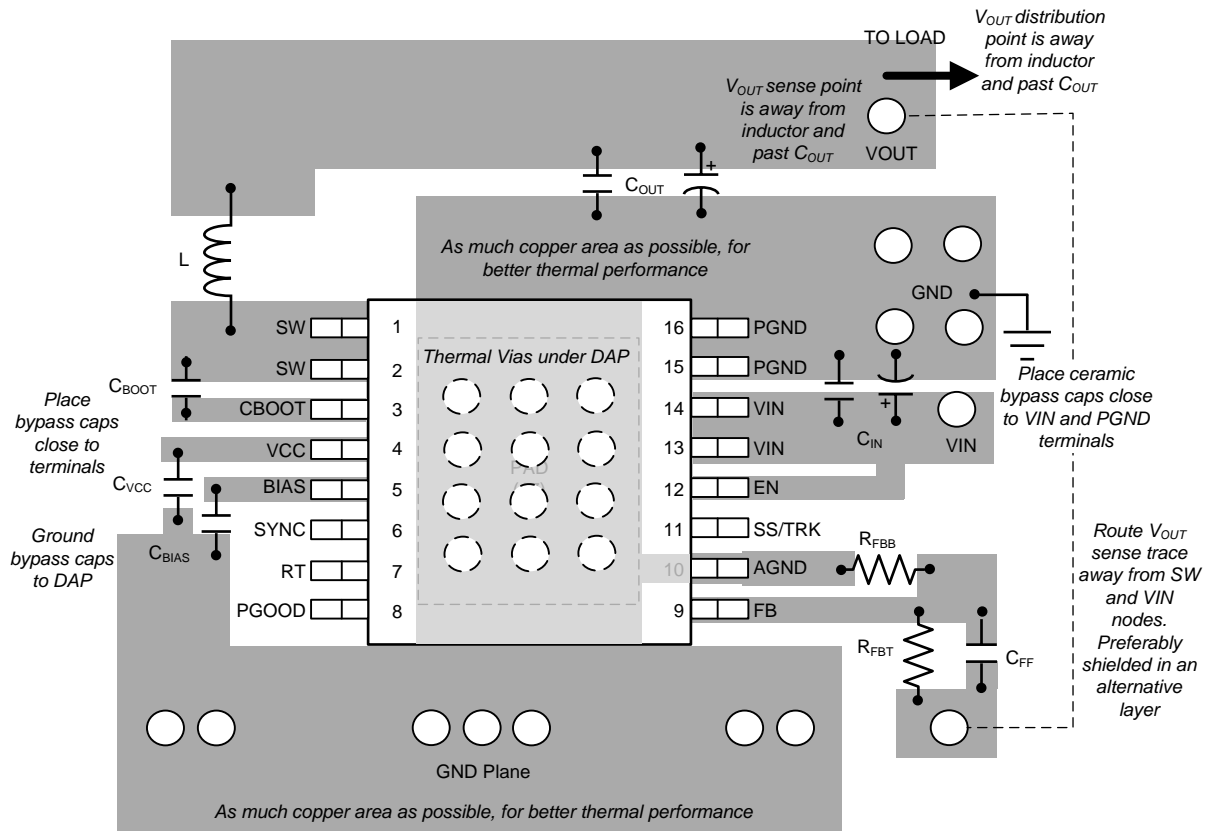 TO LOAD
VOUT distribution
point is away
from inductor
and past COUT
VOUT sense point
is away from
inductor and
past COUT
VOUT
COUT
+
L
As much copper area as possible, for
better thermal performance
GND
SW
1
16
PGND
SW
2
15
PGND
Thermal Vias under DAP
CBOOT
Place
bypass caps
close to
terminals
CBOOT
3
14
VIN
+
CIN
VIN
Place ceramic
bypass caps close
to VIN and PGND
terminals
VCC
4
13
VIN
PAD
CVCC
BIAS
5
12
EN
CBIAS
Ground
bypass caps
to DAP
SYNC
6
11
SS/TRK
RT
7
10
AGND
RFBB
PGOOD
8
9
FB
RFBT
CFF
Route VOUT
sense trace
away from SW
and VIN
nodes.
Preferably
shielded in an
alternative
layer
GND Plane
As much copper area as possible, for better thermal performance